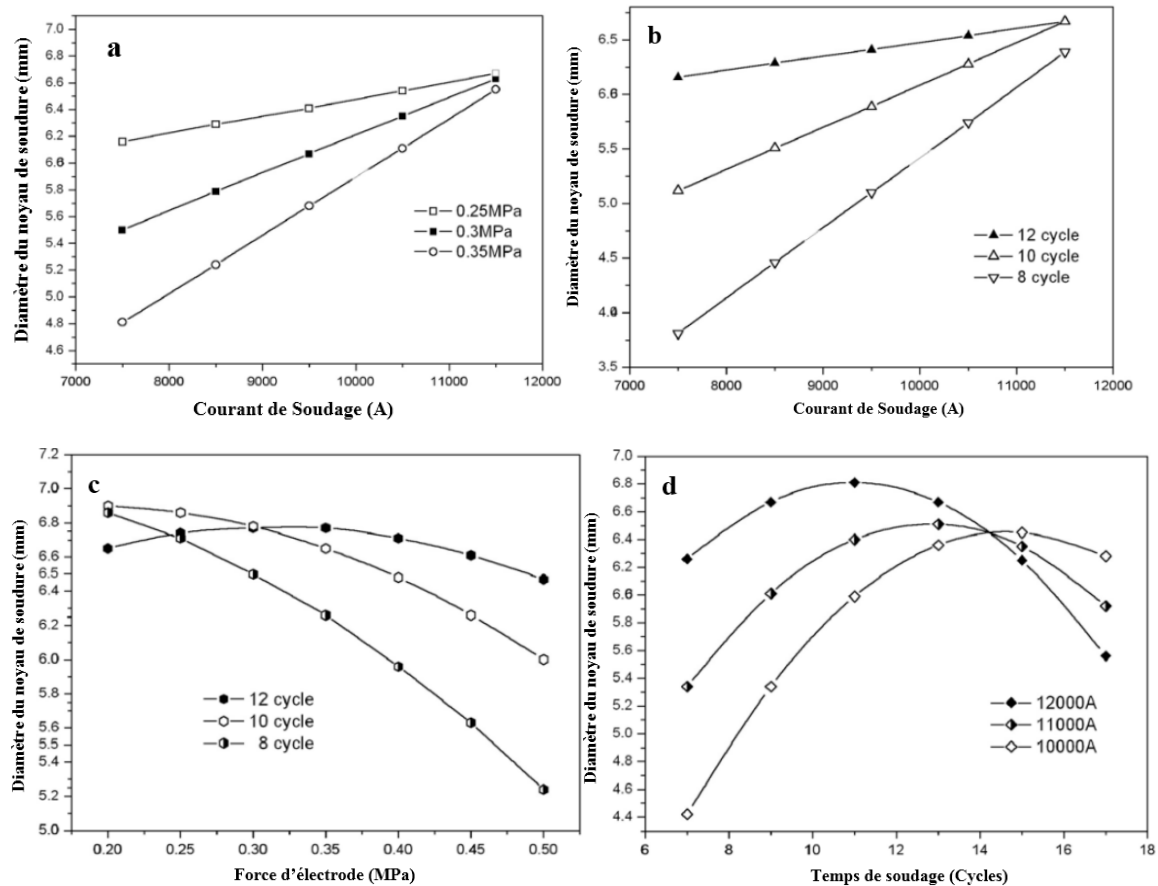 a
Diamètre du noyau de soudure (mm)
7.0
6.8
6.6
6.4
6.2
6.0
5.8
5.5
5.4
5.2
5.0
4.8
4.6
0.25MPa
0.3MPa
0.35MPa
7000 8000 9000 10000 11000 12000
Courant de Soudage (A)
b
Diamètre du noyau de soudure (mm)
6.5
5.5
5.0
4.5
3.5
12 cycle
10 cycle
8 cycle
7000 8000 9000 10000 11000 12000
Courant de Soudage (A)
c
Diamètre du noyau de soudure (mm)
7.2
7.0
6.8
6.5
6.4
6.2
6.0
5.8
5.5
5.4
5.2
5.0
12 cycle
10 cycle
8 cycle
0.20 0.25 0.30 0.35 0.40 0.45 0.50
Force d'électrode (MPa)
d
Diamètre du noyau de soudure (mm)
7.0
6.8
6.6
6.4
6.2
6.0
5.8
5.6
5.4
5.2
5.0
4.8
4.6
4.4
12000A
11000A
10000A
6 8 10 12 14 16 18
Temps de soudage (Cycles)